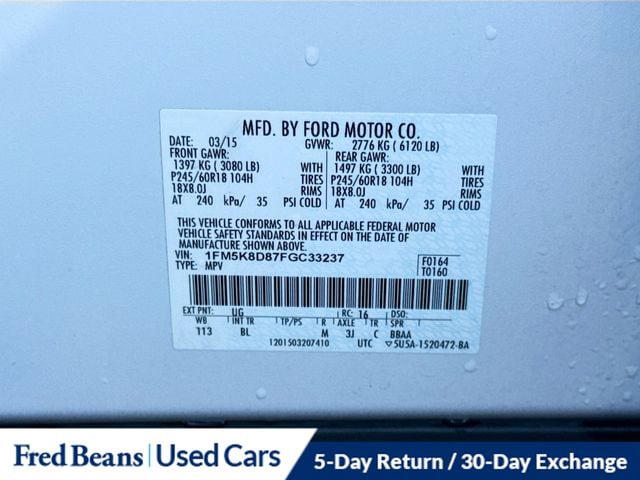 MFD. BY FORD MOTOR CO.
DATE: 03/15 GVWR: 2776 KG ( 6120 LB)
FRONT GAWR: REAR GAWR:
1397 KG ( 3080 LB) WITH 1497 KG ( 3300 LB) WITH
P245/60R18 104H TIRES P245/60R18 104H TIRES
18X8.0J RIMS 18X8.0J RIMS
AT 240 kPa/ 35 PSI COLD AT 240 kPa/ 35 PSI COLD
THIS VEHICLE CONFORMS TO ALL APPLICABLE FEDERAL MOTOR
VEHICLE SAFETY STANDARDS IN EFFECT ON THE DATE OF
MANUFACTURE SHOWN ABOVE.
VIN: 1FM5K8D87FGC33237 F0164
TYPE: MPV T0160
EXT PNT: UG RC: 16 DSO:
WB INT TR TP/PS R AXLE TR SPR
113 BL M 3J C BBAA
1201503207410 UTC ▽5U5A-1520472-BA
Fred Beans | Used Cars 5-Day Return / 30-Day Exchange